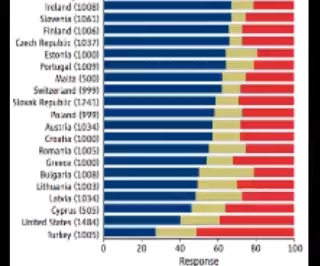 Ireland (1008)
Slovenia (1061)
Finland (1006)
Czech Republic (1037)
Estonia (1000)
Portugal (1009)
Malta (500)
Switzerland (999)
Slovak Republic (1241)
Poland (999)
Austria (1034)
Croatia (1000)
Romania (1005)
Greece (1000)
Bulgaria (1008)
Lithuania (1003)
Latvia (1034)
Cyprus (505)
United States (1484)
Turkey (1005)
0 20 40 60 80 100
Response